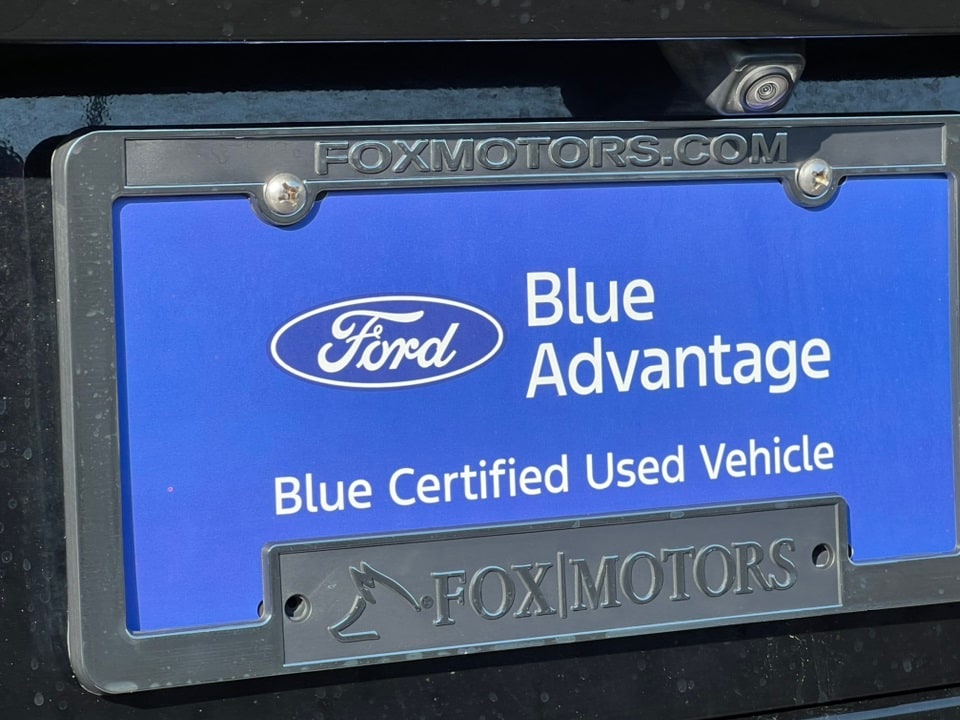 FOXMOTORS.COM
Ford
Blue
Advantage
Blue Certified Used Vehicle
® FOX|MOTORS